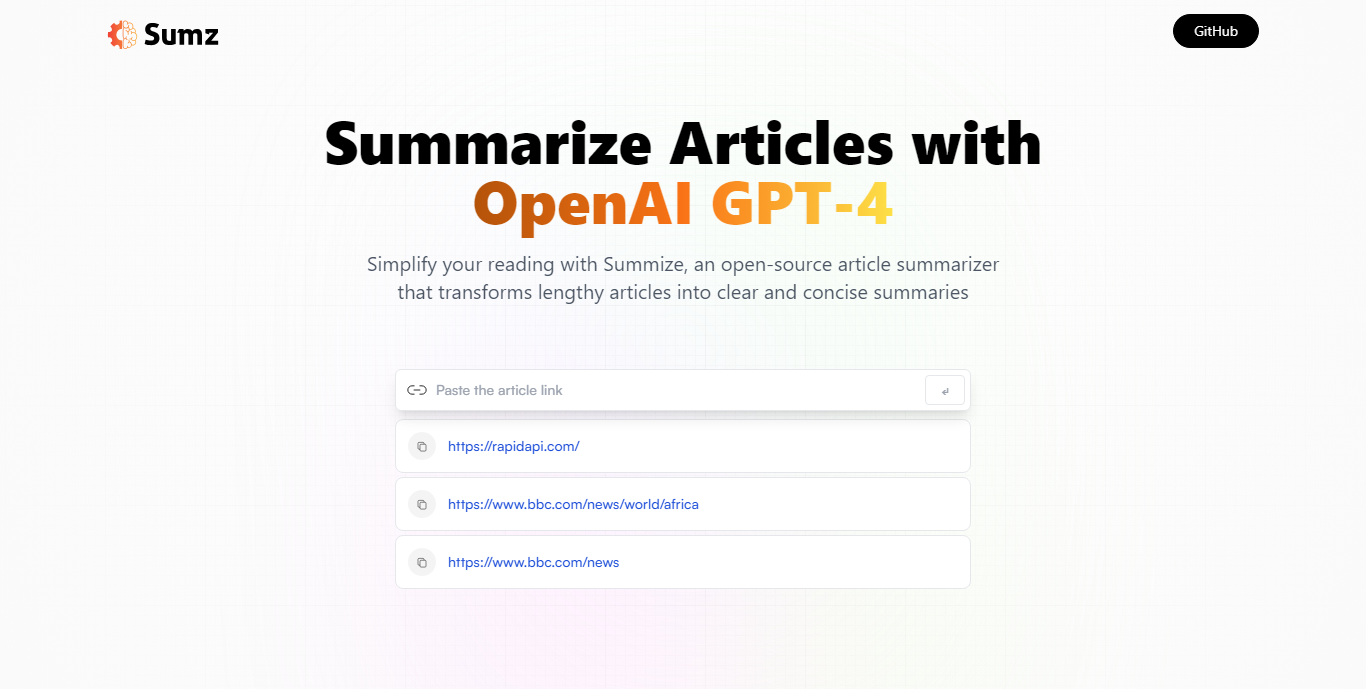 Sumz
GitHub
Summarize Articles with
OpenAI GPT-4
Simplify your reading with Summize, an open-source article summarizer
that transforms lengthy articles into clear and concise summaries
Paste the article link
https://rapidapi.com/
https://www.bbc.com/news/world/africa
https://www.bbc.com/news